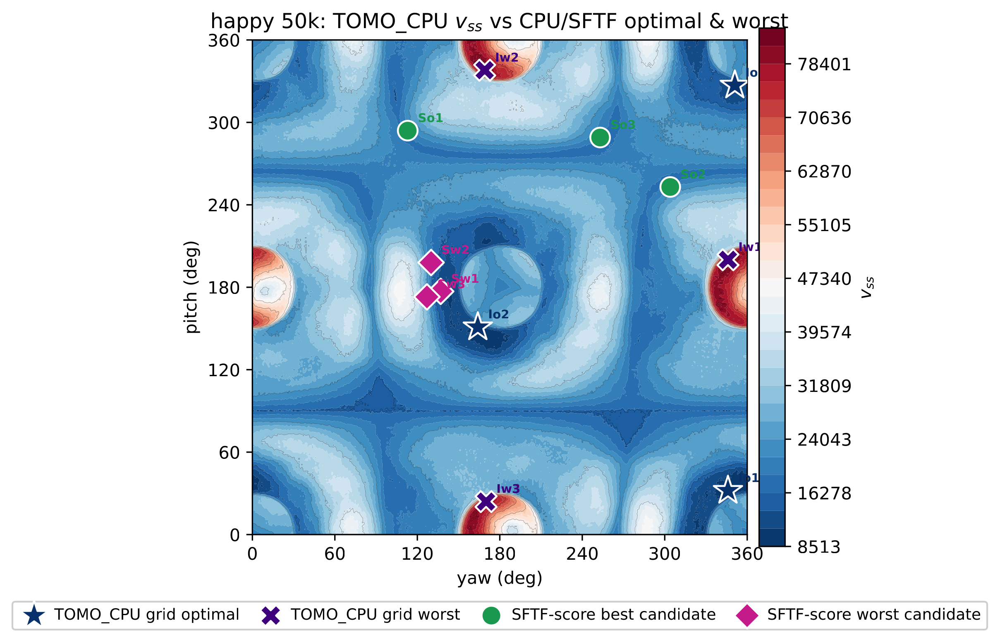 happy 50k: TOMO_CPU v_ss vs CPU/SFTF optimal & worst
360
300
240
180
120
60
0
pitch (deg)
0 60 120 180 240 300 360
yaw (deg)
Iw2
Io
So1
So3
So2
Sw2
Sw1
Sw3
Iw1
Io2
Iw3
o1
78401
70636
62870
55105
47340
39574
31809
24043
16278
8513
v_ss
TOMO_CPU grid optimal
TOMO_CPU grid worst
SFTF-score best candidate
SFTF-score worst candidate